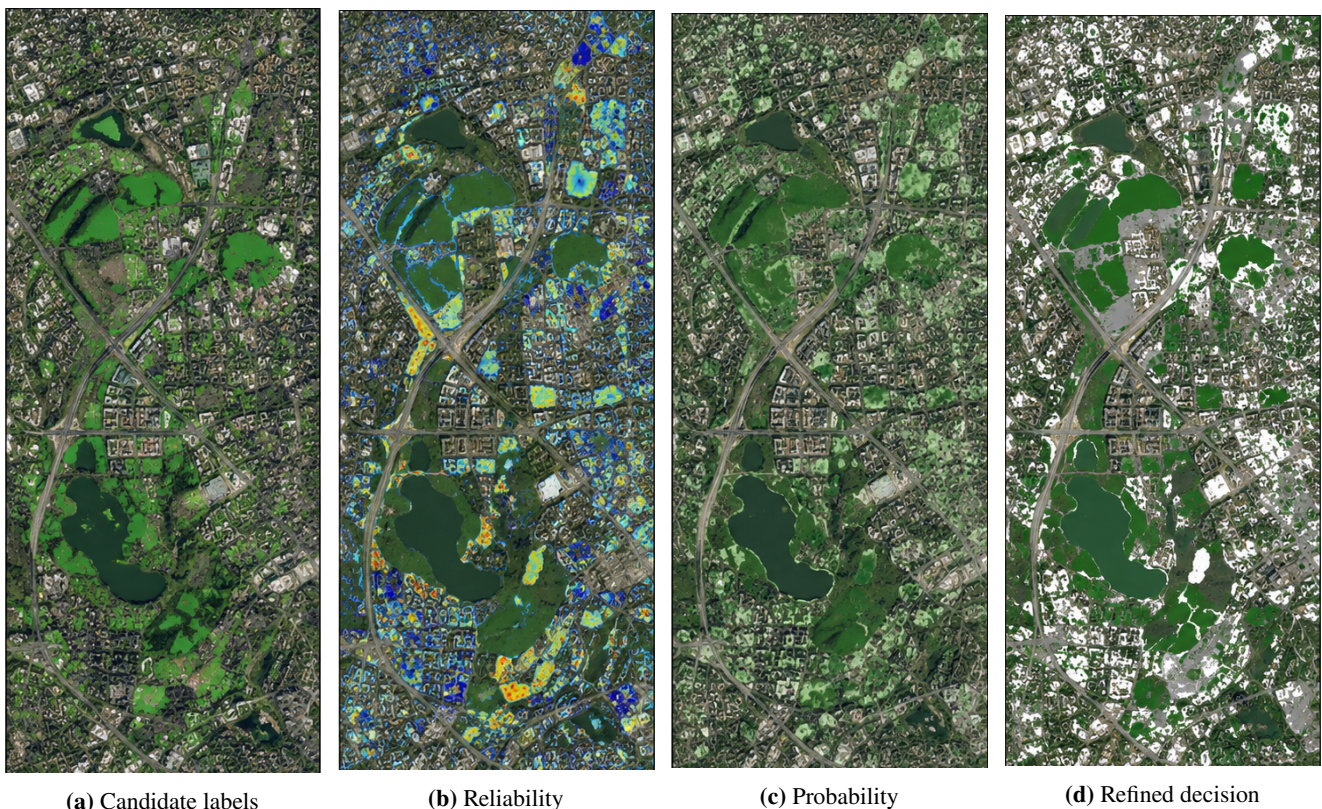 (a) Candidate labels
(b) Reliability
(c) Probability
(d) Refined decision